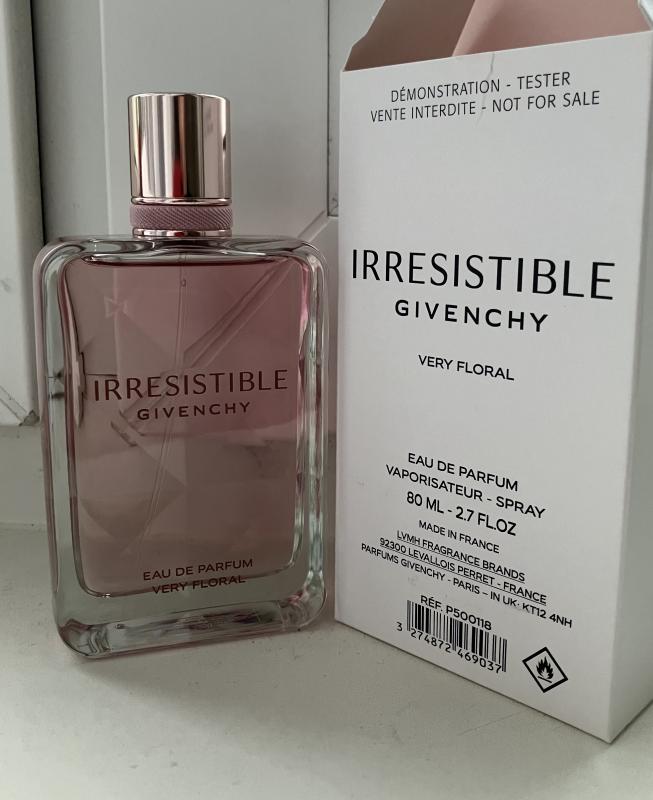 IRRESISTIBLE
GIVENCHY
EAU DE PARFUM
VERY FLORAL
DÉMONSTRATION - TESTER
VENTE INTERDITE - NOT FOR SALE
IRRESISTIBLE
GIVENCHY
VERY FLORAL
EAU DE PARFUM
VAPORISATEUR - SPRAY
80 ML - 2.7 FL.OZ
MADE IN FRANCE
LVMH FRAGRANCE BRANDS
92300 LEVALLOIS PERRET - FRANCE
PARFUMS GIVENCHY - PARIS – IN UK: KT12 4NH
RÉF. P500118
3 274872 469037